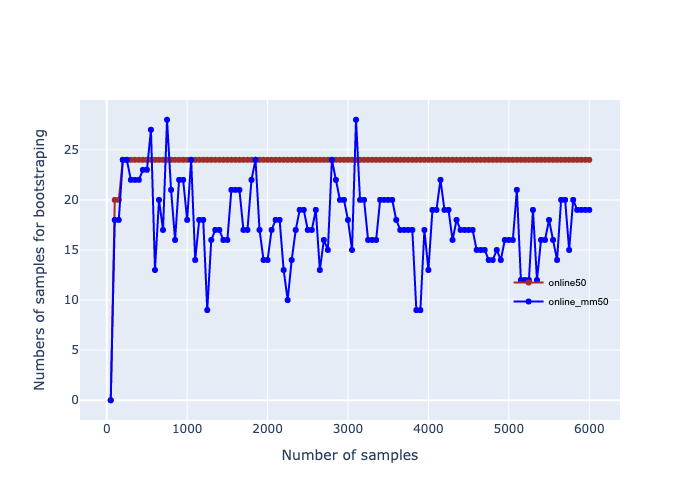 25
20
15
10
5
0
0 1000 2000 3000 4000 5000 6000
Number of samples
Numbers of samples for bootstraping
online50
online_mm50